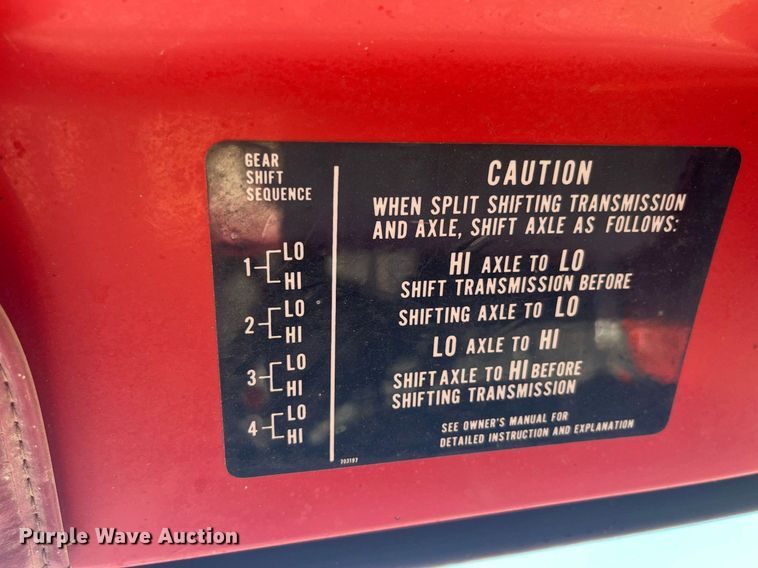 GEAR
SHIFT
SEQUENCE
1 LO
HI
2 LO
HI
3 LO
HI
4 LO
HI
CAUTION
WHEN SPLIT SHIFTING TRANSMISSION
AND AXLE, SHIFT AXLE AS FOLLOWS:
HI AXLE TO LO
SHIFT TRANSMISSION BEFORE
SHIFTING AXLE TO LO
LO AXLE TO HI
SHIFT AXLE TO HI BEFORE
SHIFTING TRANSMISSION
SEE OWNER'S MANUAL FOR
DETAILED INSTRUCTION AND EXPLANATION
703197
Purple Wave Auction